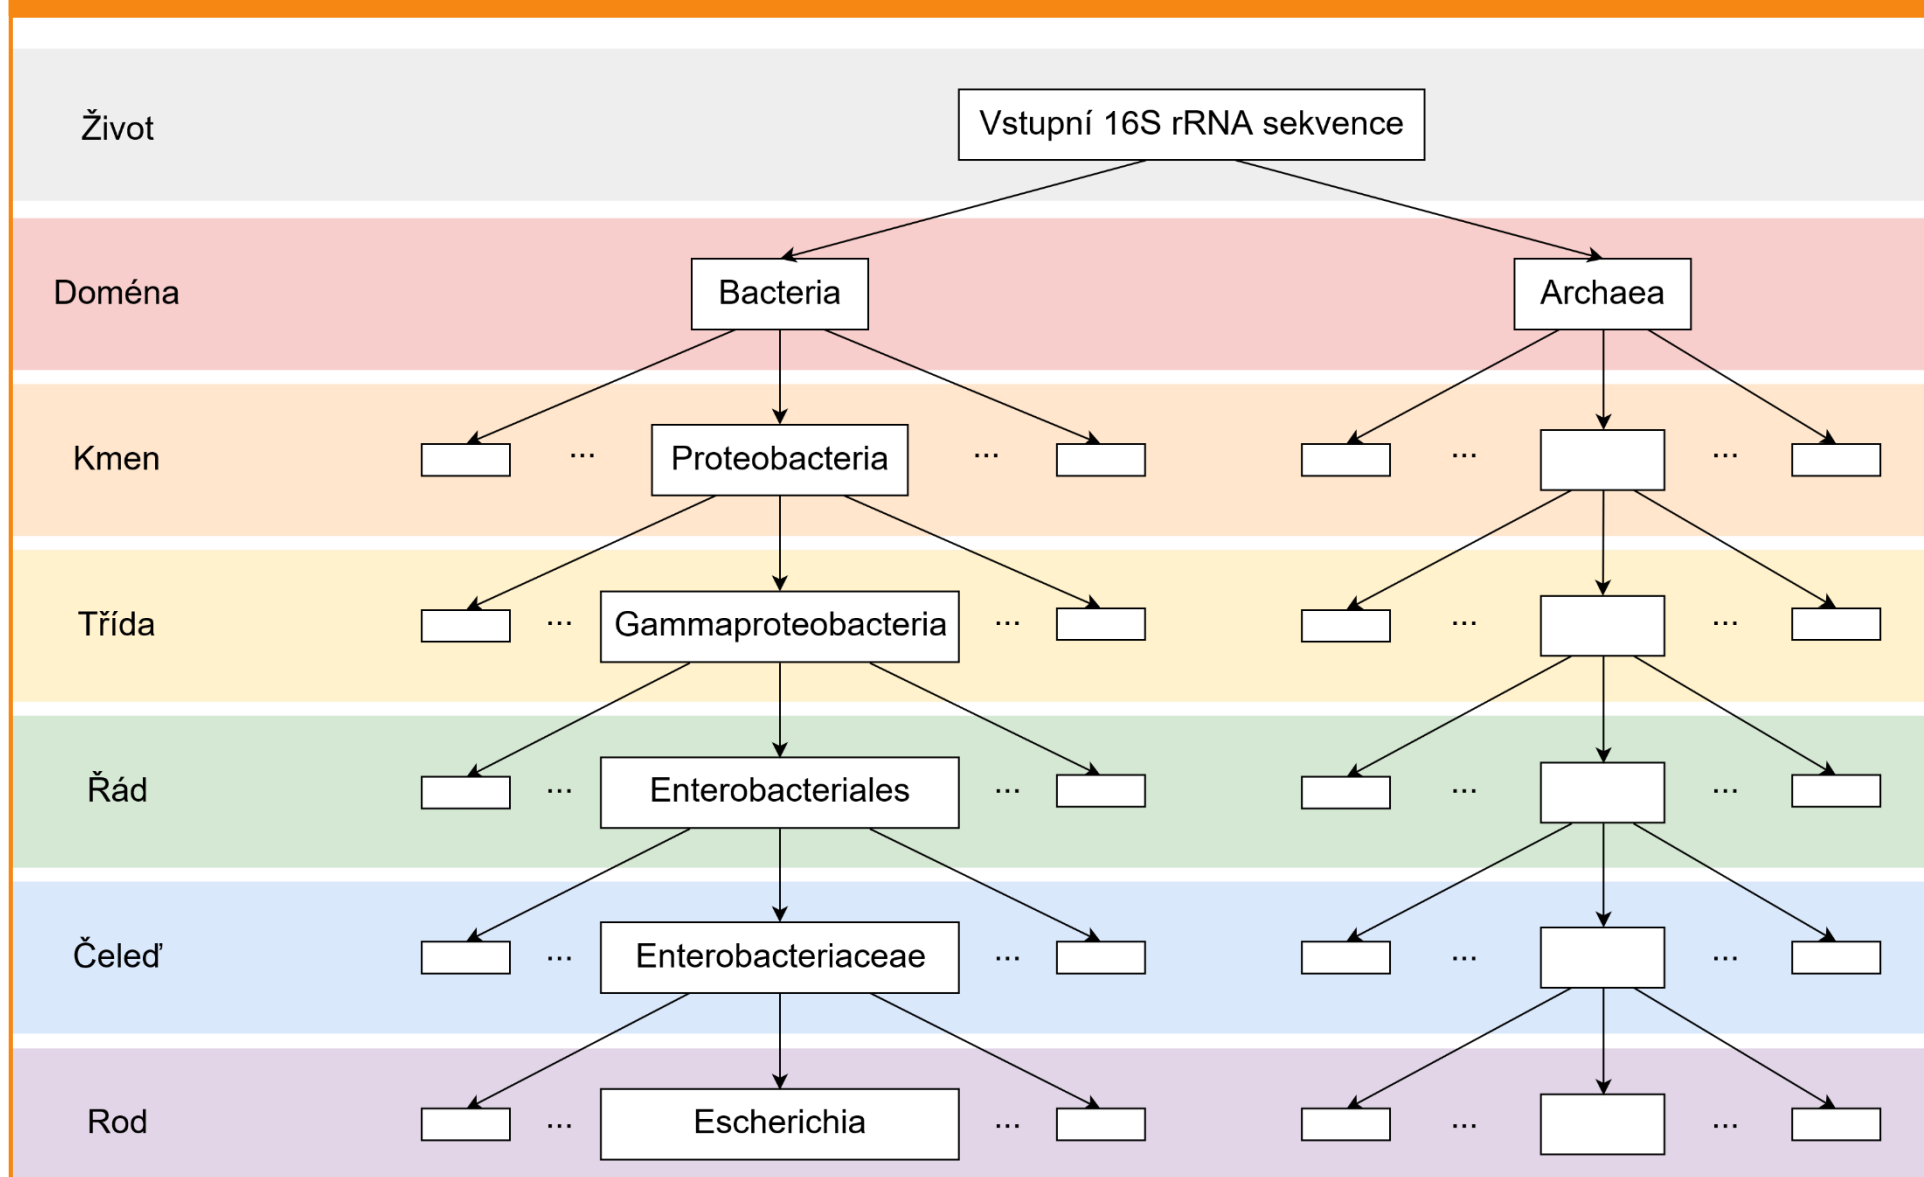 Život
Vstupní 16S rRNA sekvence
Doména
Bacteria
Archaea
Kmen
...
Proteobacteria
...
...
...
Třída
...
Gammaproteobacteria
...
...
...
Řád
...
Enterobacteriales
...
...
...
Čeleď
...
Enterobacteriaceae
...
...
...
Rod
...
Escherichia
...
...
...